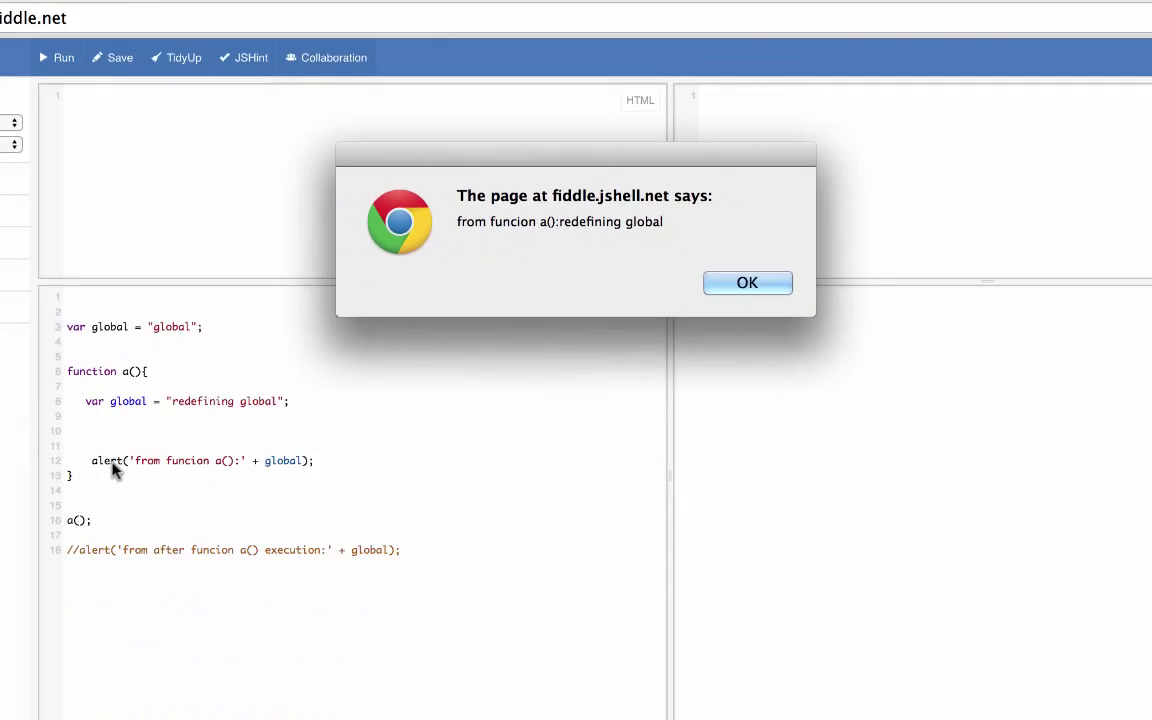 iddle.net
Run Save TidyUp JSHint Collaboration
1 HTML 1
The page at fiddle.jshell.net says:
from funcion a():redefining global
OK
1
2
3 var global = "global";
4
5
6 function a(){
7
8 var global = "redefining global";
9
10
11
12 alert('from funcion a():' + global);
13 }
14
15
16 a();
17
18 //alert('from after funcion a() execution:' + global);